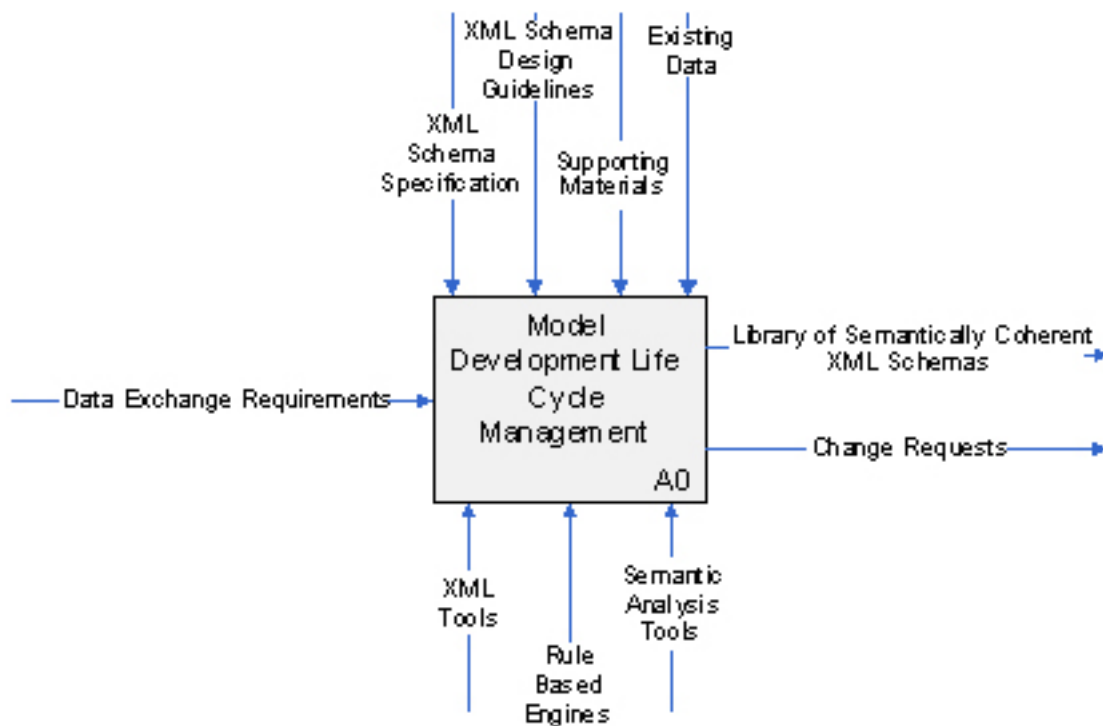 XML Schema
Design
Guidelines
Existing
Data
XML
Schema
Specification
Supporting
Materials
Model
Development Life
Cycle
Management
A0
Library of Semantically Coherent
XML Schemas
Data Exchange Requirements
Change Requests
XML
Tools
Rule
Based
Engines
Semantic
Analysis
Tools